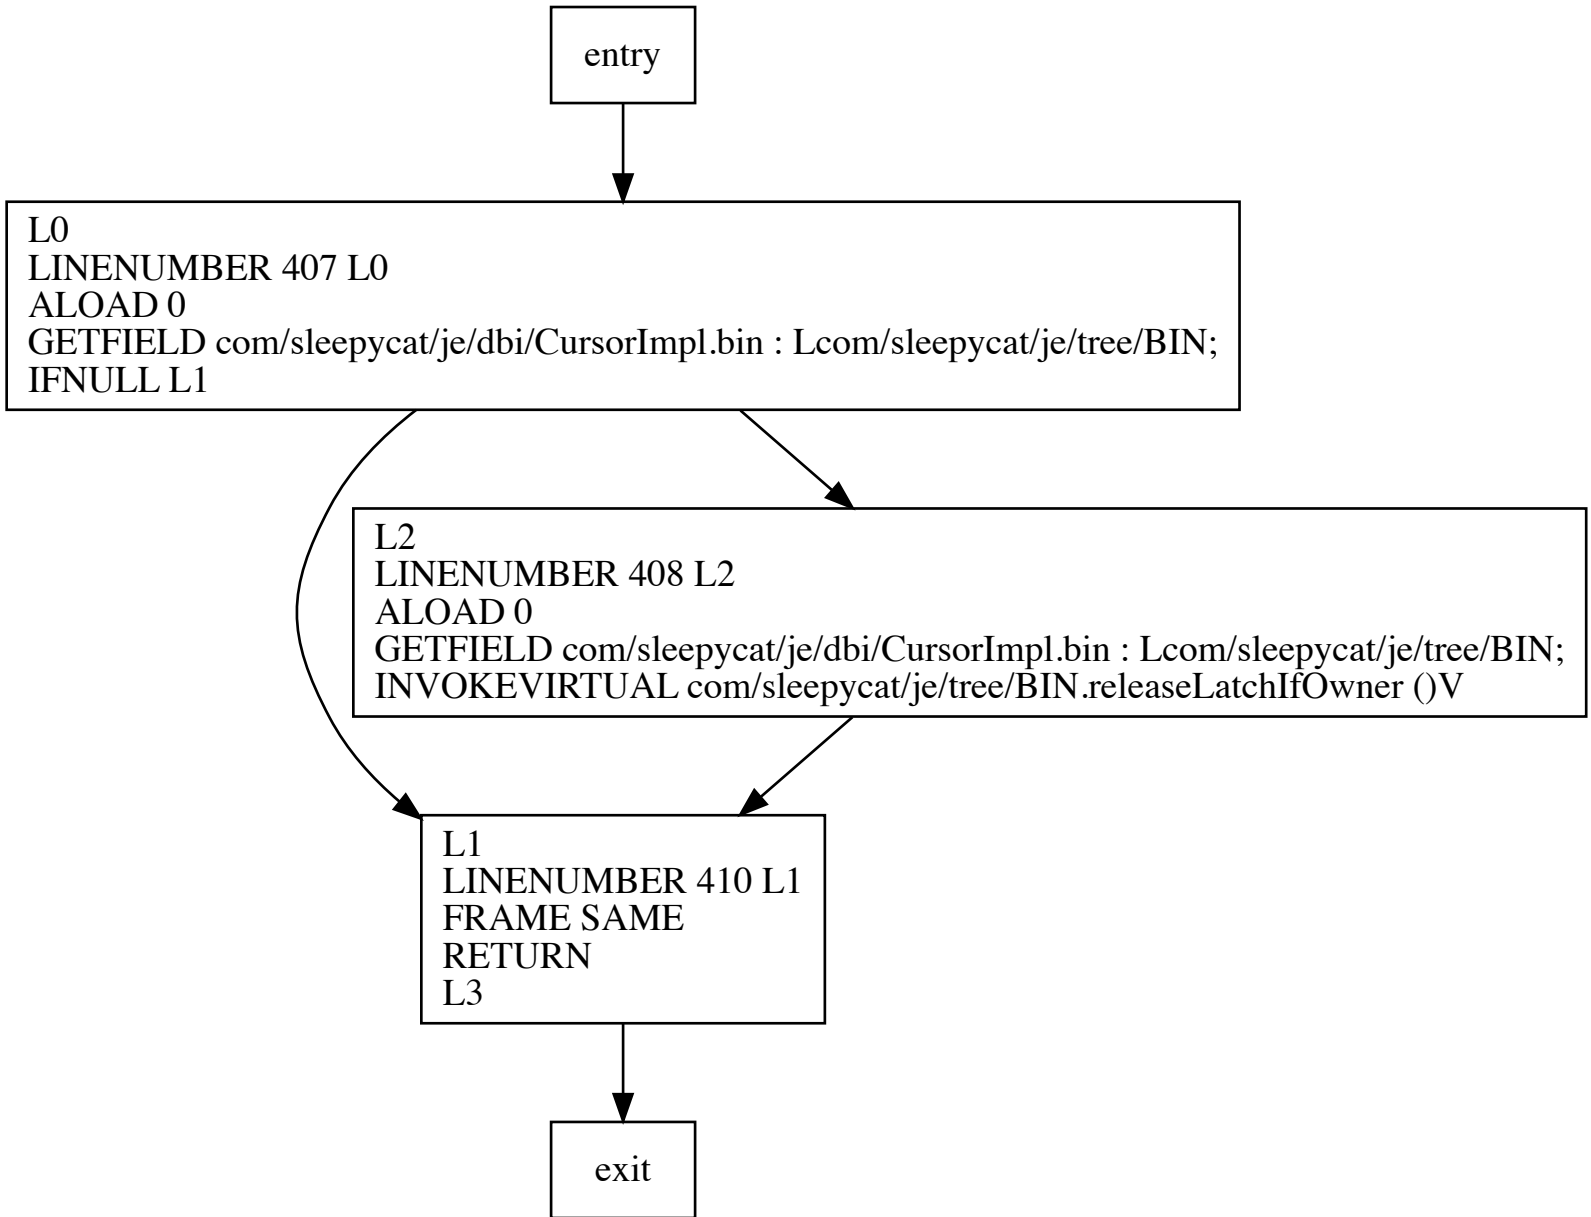 entry
L0
LINENUMBER 407 L0
ALOAD 0
GETFIELD com/sleepycat/je/dbi/CursorImpl.bin : Lcom/sleepycat/je/tree/BIN;
IFNULL L1
L2
LINENUMBER 408 L2
ALOAD 0
GETFIELD com/sleepycat/je/dbi/CursorImpl.bin : Lcom/sleepycat/je/tree/BIN;
INVOKEVIRTUAL com/sleepycat/je/tree/BIN.releaseLatchIfOwner ()V
L1
LINENUMBER 410 L1
FRAME SAME
RETURN
L3
exit